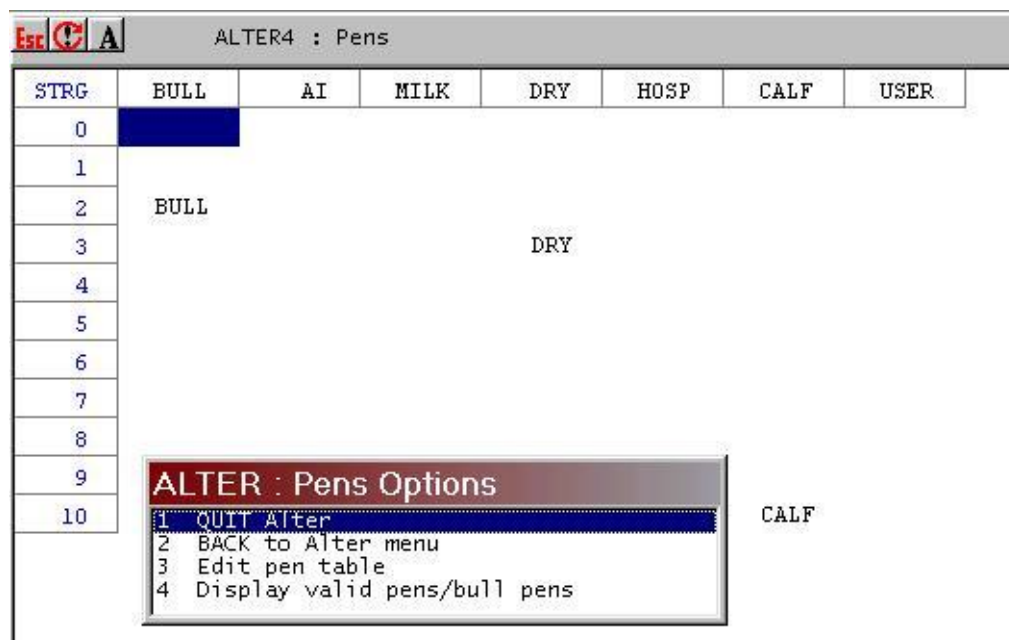 Esc A ALTER4 : Pens
STRG BULL AI MILK DRY HOSP CALF USER
0
1
2 BULL
3 DRY
4
5
6
7
8
9
10 CALF
ALTER : Pens Options
1 QUIT Alter
2 BACK to Alter menu
3 Edit pen table
4 Display valid pens/bull pens